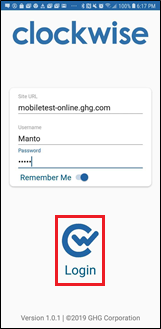 6:17 PM
clockwise
Site URL
mobiletest-online.ghg.com
Username
Manto
Password
•••••
Remember Me
Login
Version 1.0.1 | © 2019 GHG Corporation